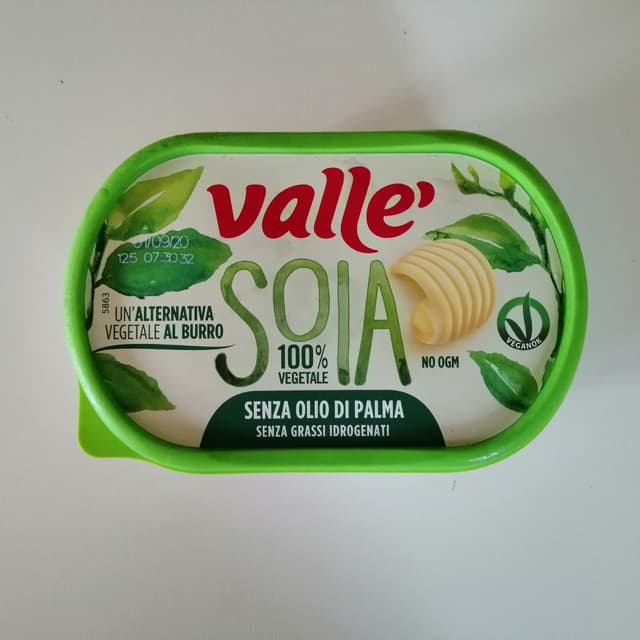 valle'
01/09/20
125 07:30 32
5863
UN'ALTERNATIVA
VEGETALE AL BURRO
SOIA
100%
VEGETALE
NO OGM
VEGANOK
SENZA OLIO DI PALMA
SENZA GRASSI IDROGENATI